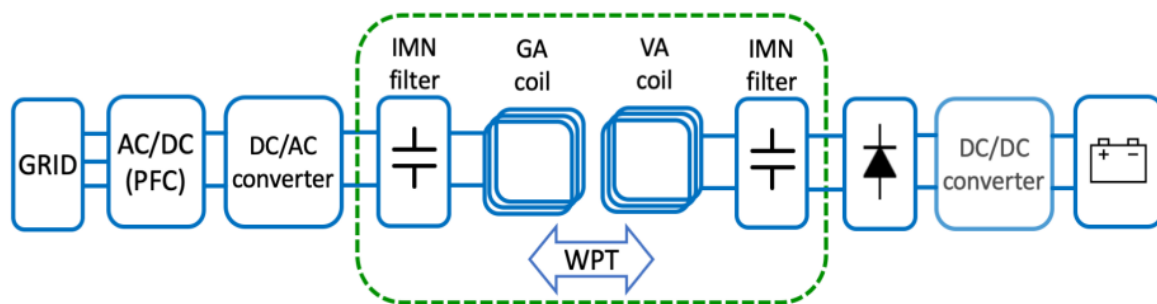 IMN
filter
GA
coil
VA
coil
IMN
filter
GRID
AC/DC
(PFC)
DC/AC
converter
DC/DC
converter
+ −
WPT